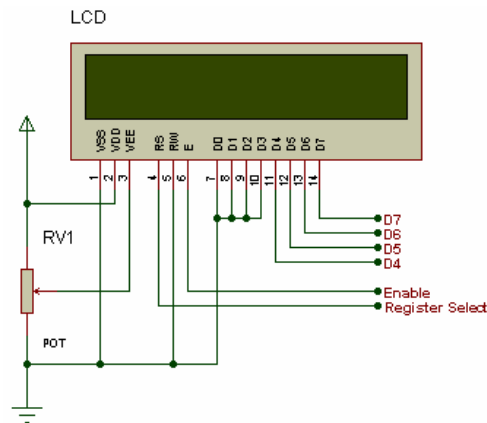 LCD
VSS VDD VEE RS RW E D0 D1 D2 D3 D4 D5 D6 D7
1 2 3 4 5 6 7 8 9 10 11 12 13 14
D7
D6
D5
D4
RV1
Enable
Register Select
POT